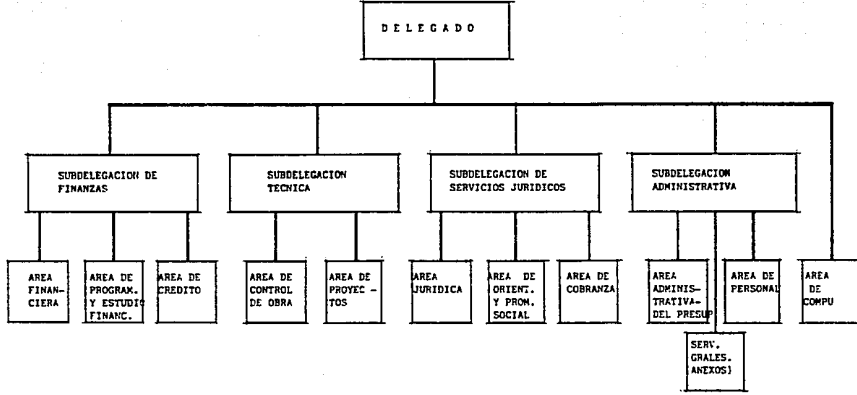 DELEGADO
SUBDELEGACION DE
FINANZAS
SUBDELEGACION
TECNICA
SUBDELEGACION DE
SERVICIOS JURIDICOS
SUBDELEGACION
ADMINISTRATIVA
AREA
FINAN-
CIERA
AREA DE
PROGRAM.
Y ESTUDIO
FINANC.
AREA DE
CREDITO
AREA DE
CONTROL
DE OBRA
AREA DE
PROYEC -
TOS
AREA
JURIDICA
AREA DE
ORIENT.
Y PROM.
SOCIAL
AREA DE
COBRANZA
AREA
ADMINIS-
TRATIVA-
DEL PRESUP
AREA DE
PERSONAL
AREA
DE
COMPU
SERV.
GRALES.
ANEXOS)